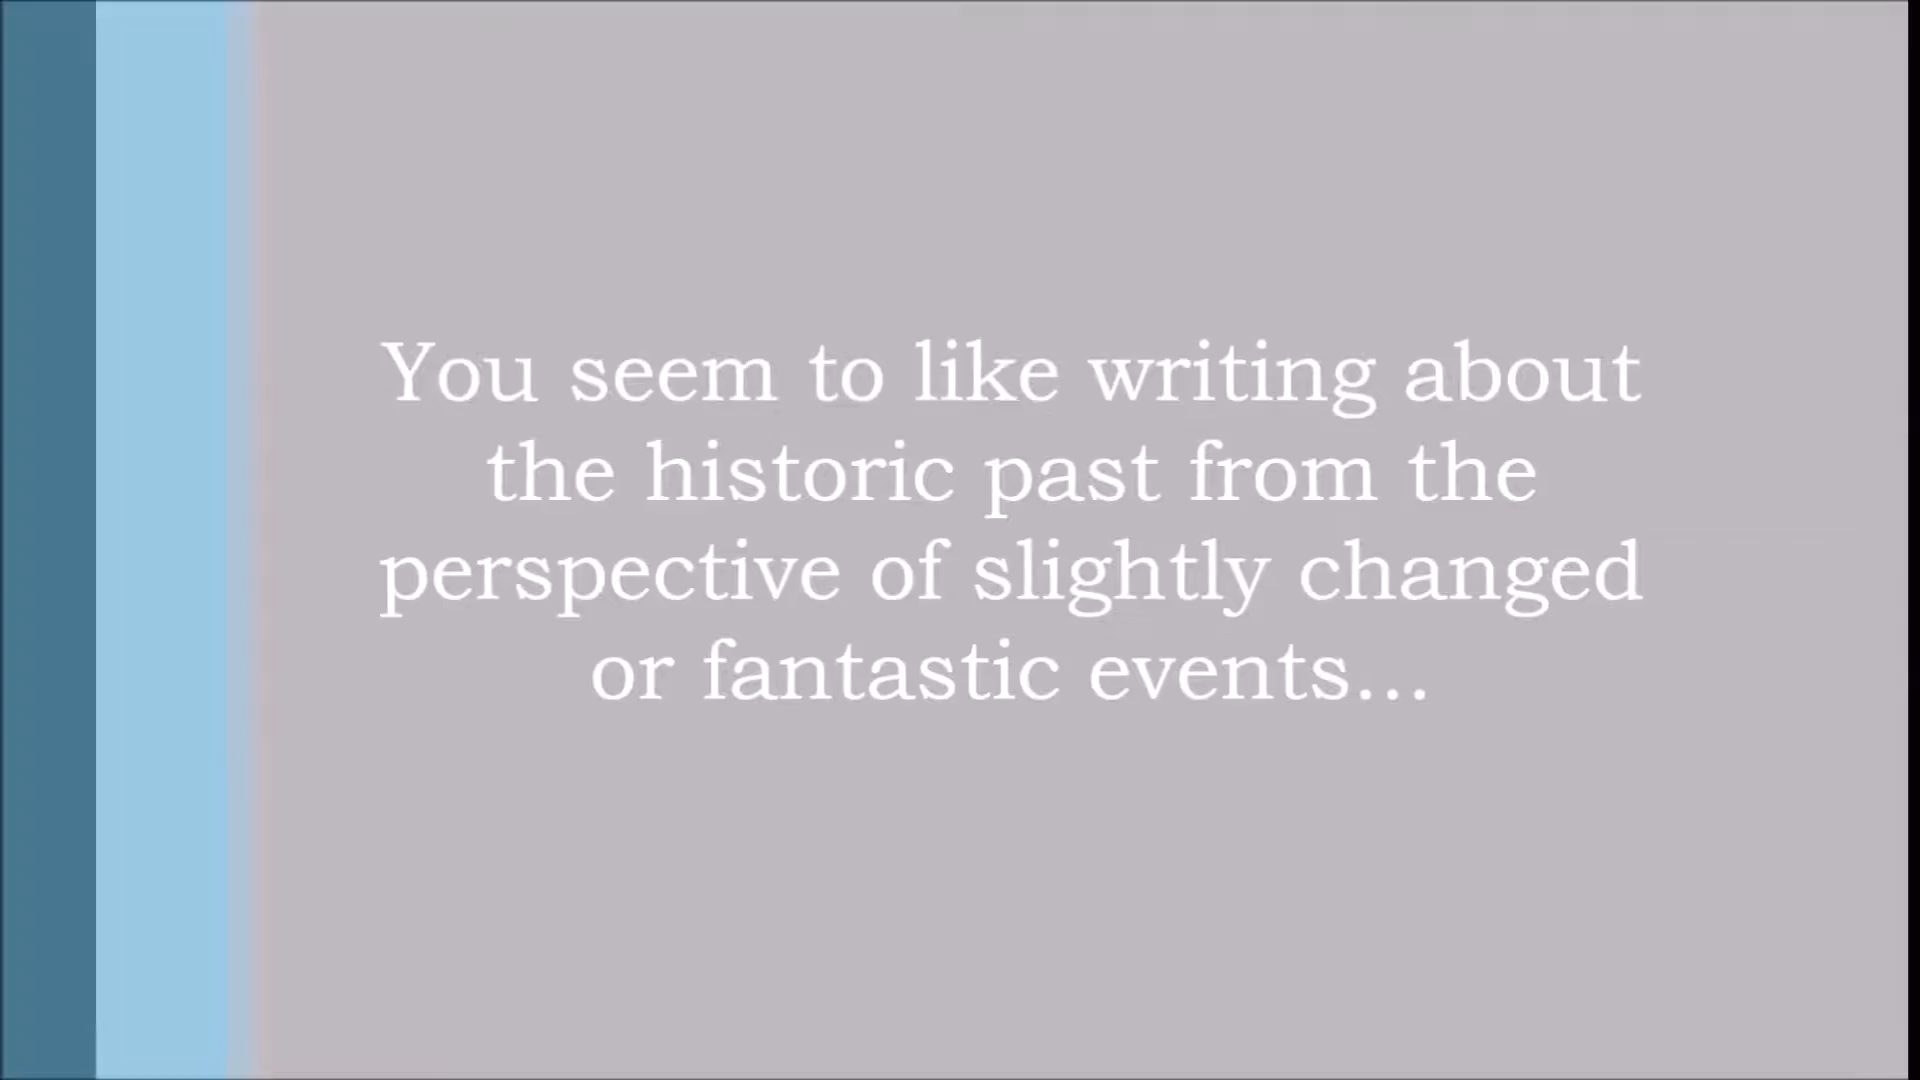 You seem to like writing about
the historic past from the
perspective of slightly changed
or fantastic events...